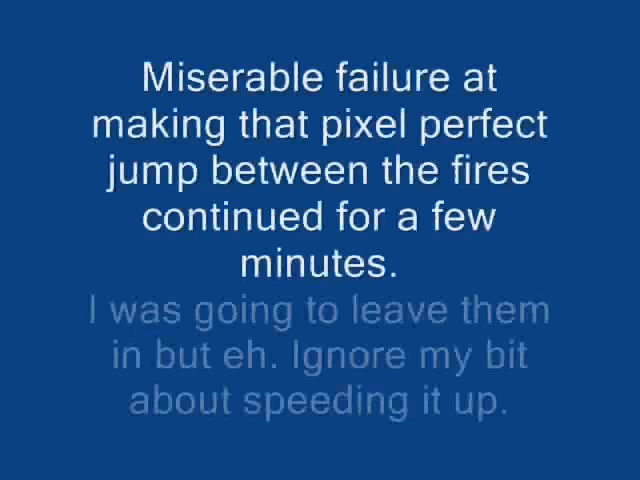 Miserable failure at
making that pixel perfect
jump between the fires
continued for a few
minutes.
I was going to leave them
in but eh. Ignore my bit
about speeding it up.